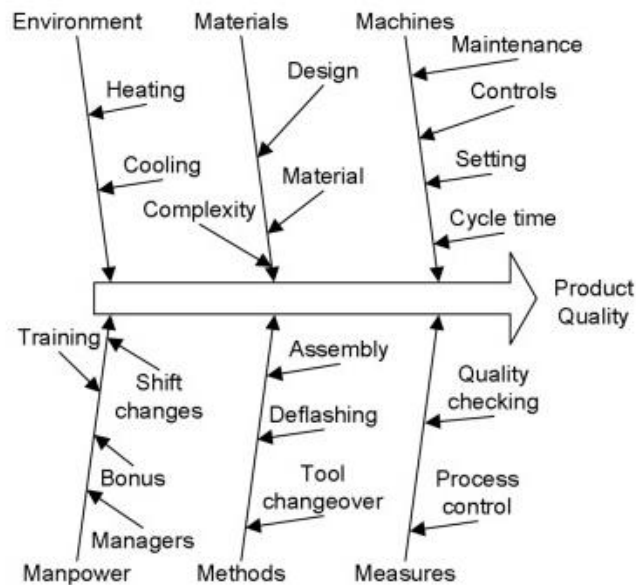 Environment
Materials
Machines
Maintenance
Heating
Design
Controls
Cooling
Material
Setting
Complexity
Cycle time
Product
Quality
Training
Shift
changes
Bonus
Managers
Manpower
Assembly
Deflashing
Tool
changeover
Methods
Quality
checking
Process
control
Measures